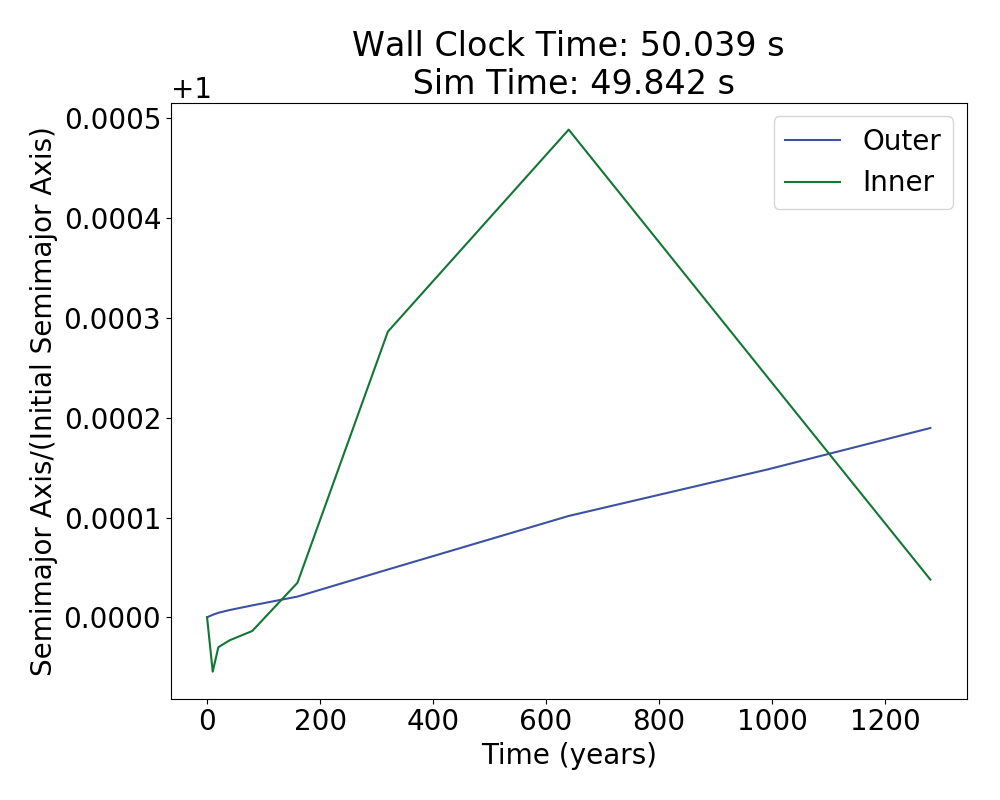 Wall Clock Time: 50.039 s
Sim Time: 49.842 s
+1
0.0005
0.0004
0.0003
0.0002
0.0001
0.0000
Semimajor Axis/(Initial Semimajor Axis)
Outer
Inner
0 200 400 600 800 1000 1200
Time (years)